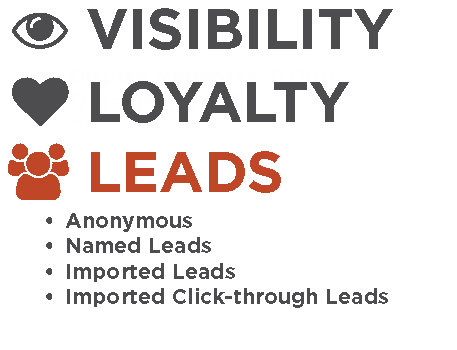 VISIBILITY
LOYALTY
LEADS
• Anonymous
• Named Leads
• Imported Leads
• Imported Click-through Leads